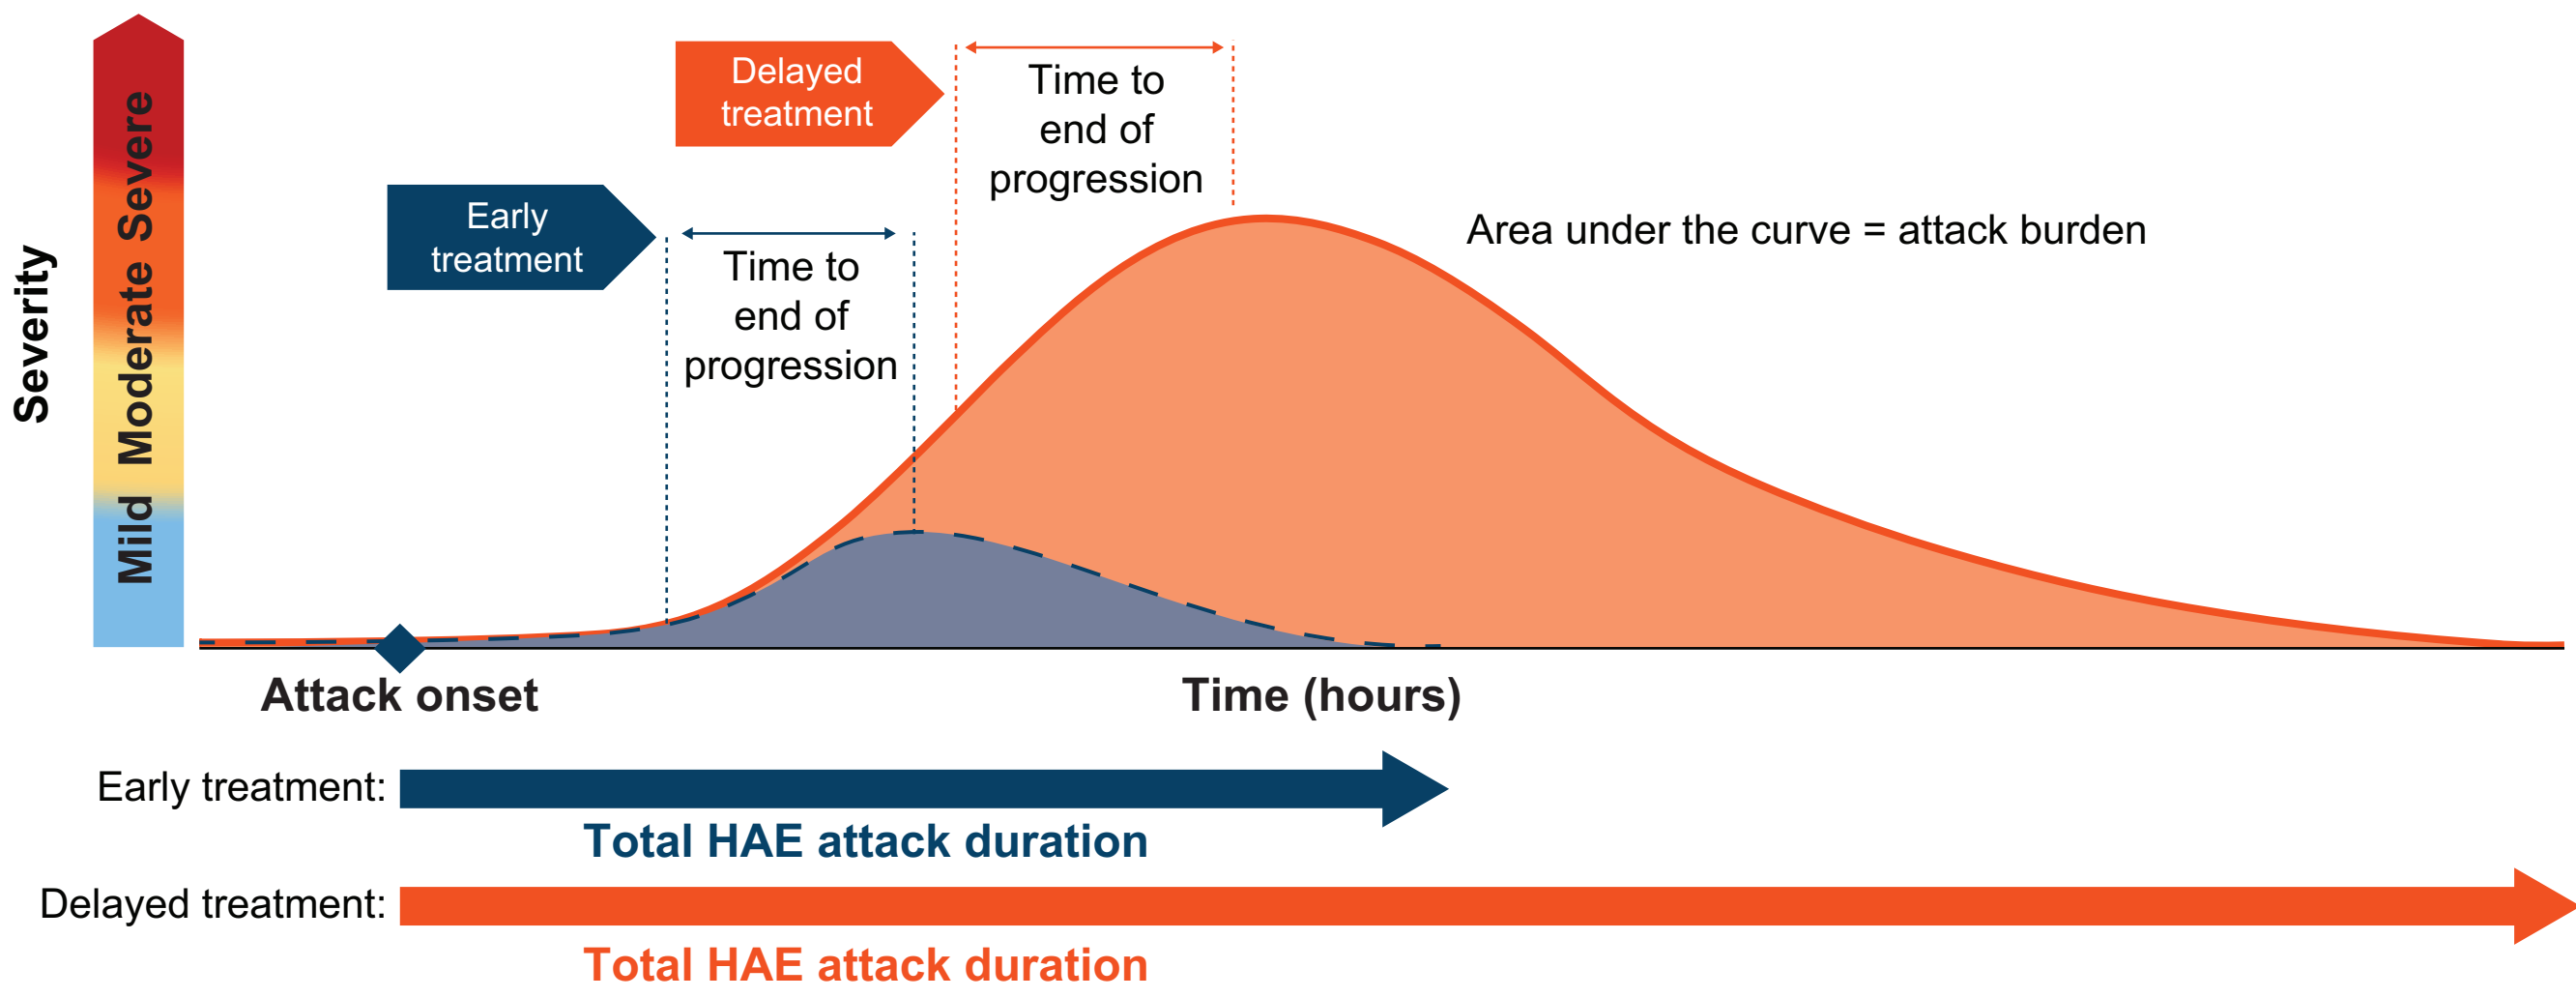 Severity
Mild Moderate Severe
Delayed
treatment
Time to
end of
progression
Early
treatment
Time to
end of
progression
Area under the curve = attack burden
Attack onset
Time (hours)
Early treatment:
Total HAE attack duration
Delayed treatment:
Total HAE attack duration